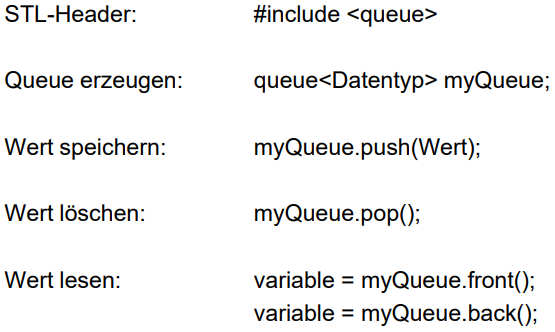 STL-Header: #include <queue>
Queue erzeugen: queue<Datentyp> myQueue;
Wert speichern: myQueue.push(Wert);
Wert löschen: myQueue.pop();
Wert lesen: variable = myQueue.front();
variable = myQueue.back();